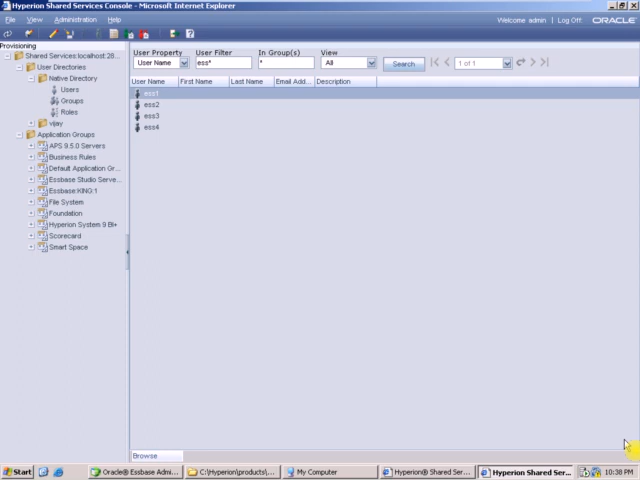 Hyperion Shared Services Console - Microsoft Internet Explorer
File View Administration Help
Welcome admin | Log Off ORACLE
Provisioning
Shared Services:localhost:28...
User Directories
Native Directory
Users
Groups
Roles
vijay
Application Groups
APS 9.5.0 Servers
Business Rules
Default Application Gr...
Essbase Studio Serve...
Essbase:KING:1
File System
Foundation
Hyperion System 9 BI+
Scorecard
Smart Space
User Property User Filter In Group(s) View
User Name ess* * All Search 1 of 1
User Name First Name Last Name Email Add... Description
ess1
ess2
ess3
ess4
Browse
Start Oracle® Essbase Admi... C:\Hyperion\products\... My Computer Hyperion® Shared Ser... Hyperion Shared Ser... 10:38 PM